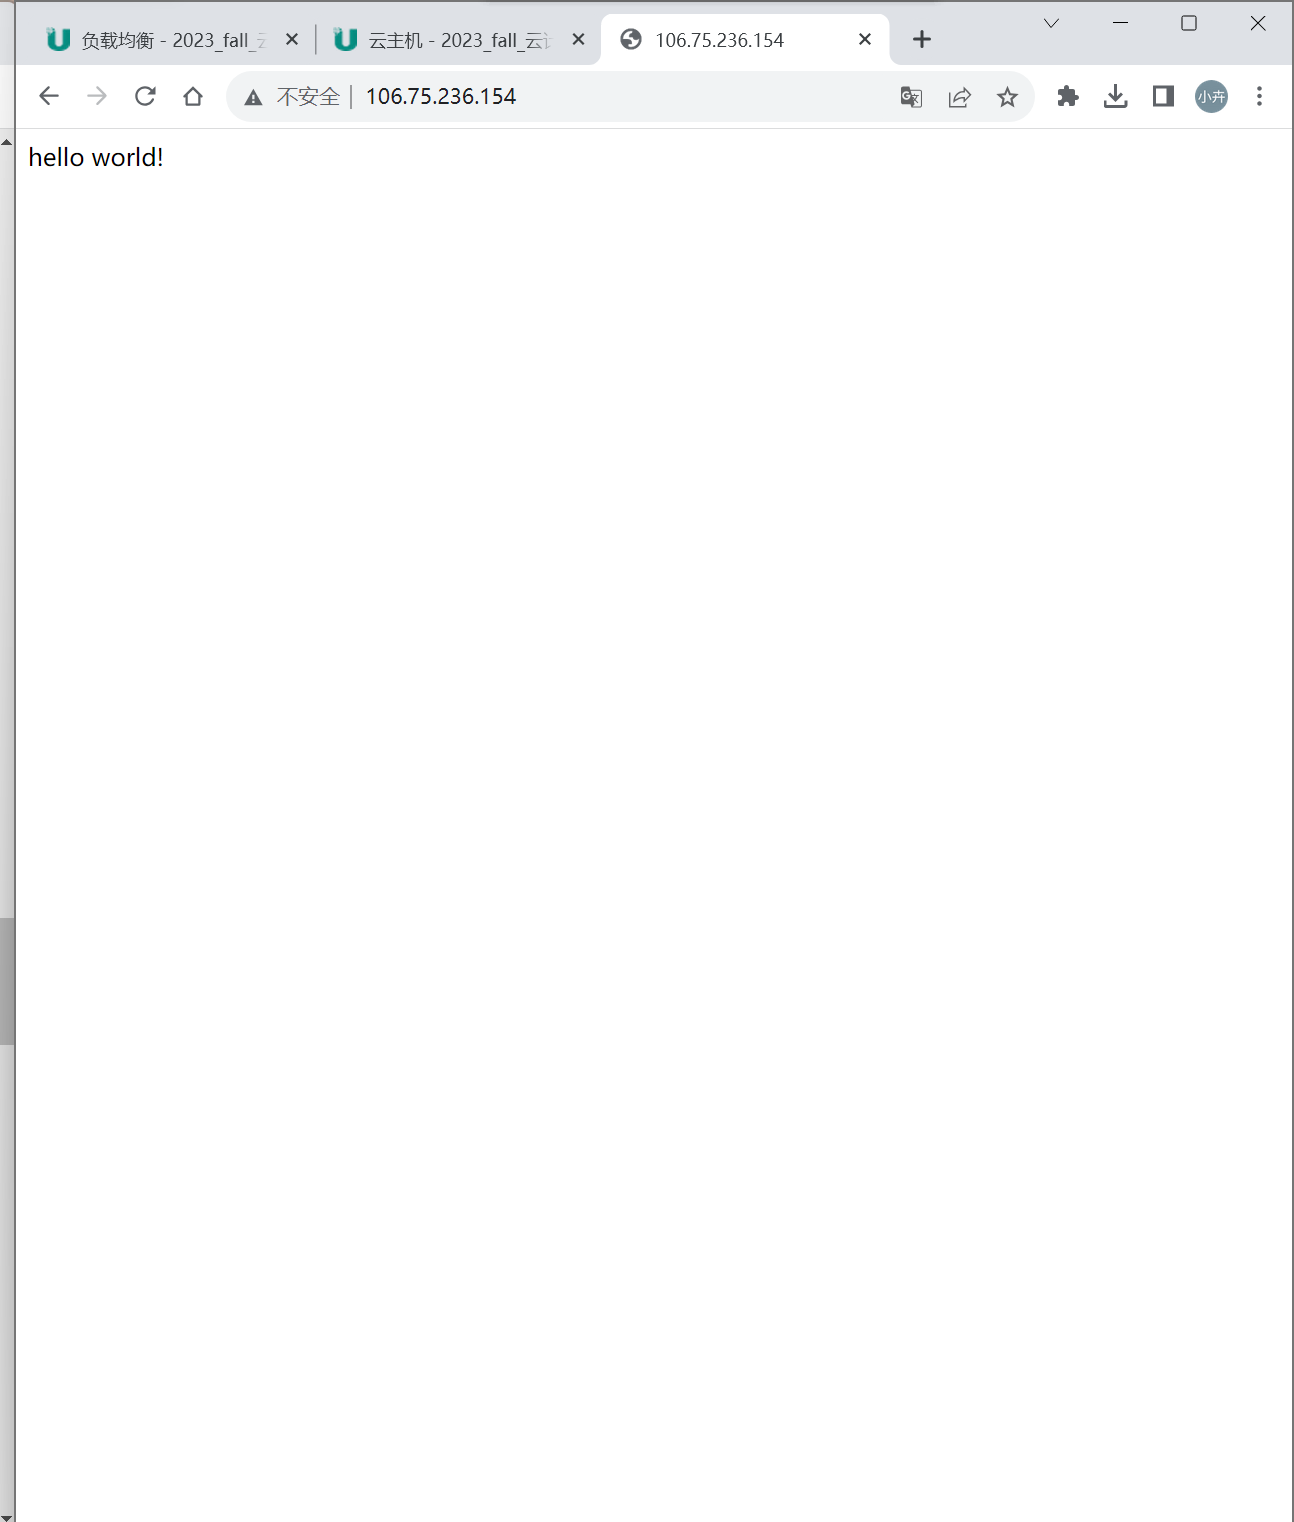 负载均衡 - 2023_fall_
云主机 - 2023_fall_云
106.75.236.154
不安全
106.75.236.154
小卉
hello world!